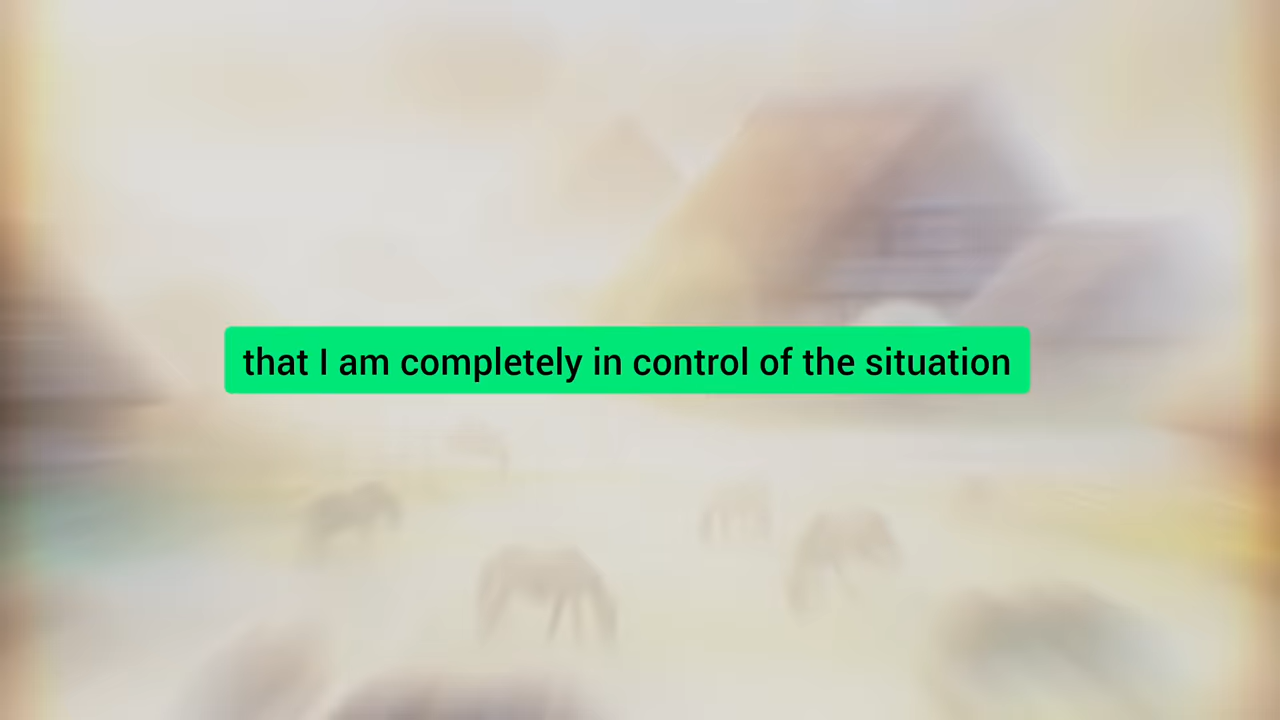 that I am completely in control of the situation